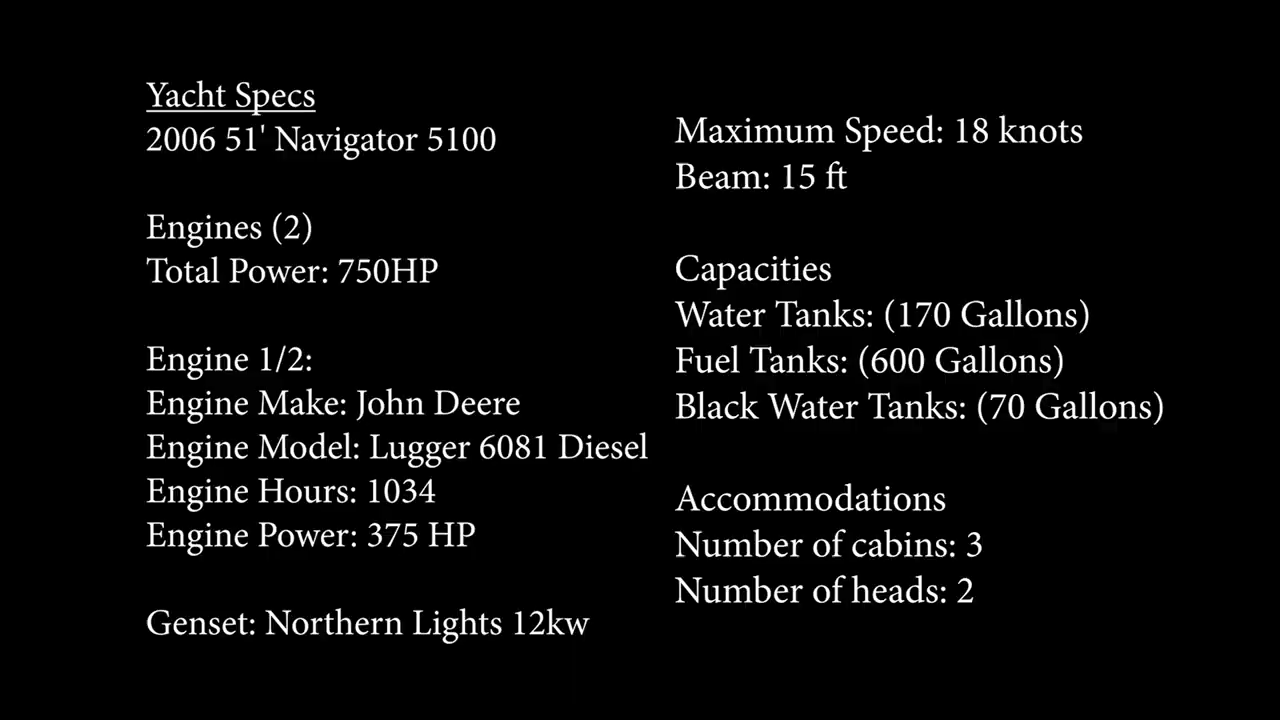 Yacht Specs
2006 51' Navigator 5100
Engines (2)
Total Power: 750HP
Engine 1/2:
Engine Make: John Deere
Engine Model: Lugger 6081 Diesel
Engine Hours: 1034
Engine Power: 375 HP
Genset: Northern Lights 12kw
Maximum Speed: 18 knots
Beam: 15 ft
Capacities
Water Tanks: (170 Gallons)
Fuel Tanks: (600 Gallons)
Black Water Tanks: (70 Gallons)
Accommodations
Number of cabins: 3
Number of heads: 2